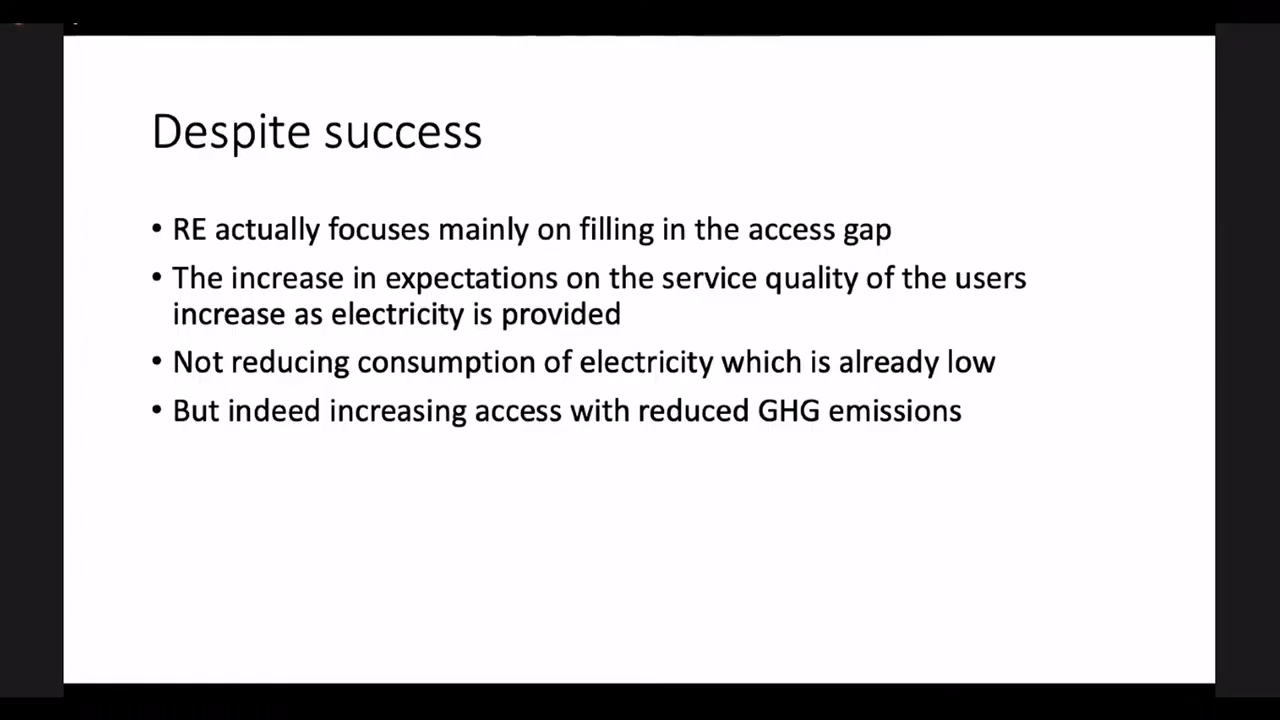 Despite success
• RE actually focuses mainly on filling in the access gap
• The increase in expectations on the service quality of the users
increase as electricity is provided
• Not reducing consumption of electricity which is already low
• But indeed increasing access with reduced GHG emissions